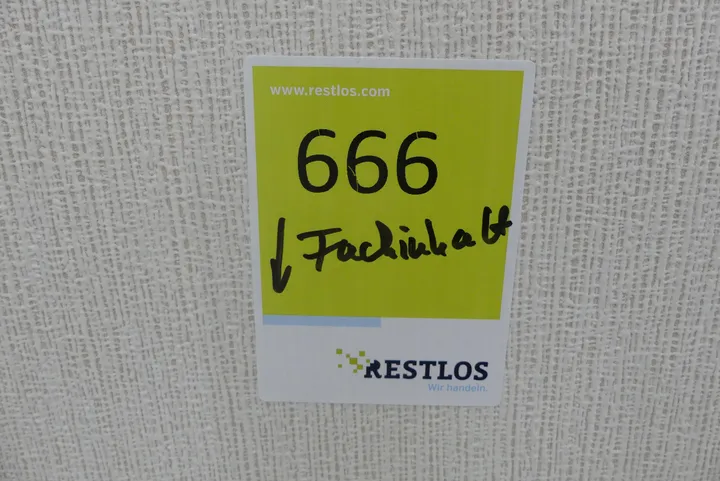 www.restlos.com
666
↓ Fachinhalt
RESTLOS
Wir handeln.